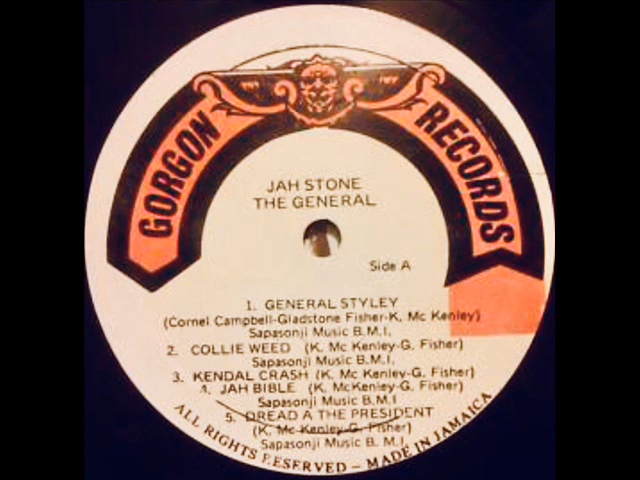 GORGON RECORDS
JAH STONE
THE GENERAL
Side A
1. GENERAL STYLEY
(Cornel Campbell-Gladstone Fisher-K. Mc Kenley)
Sapasonji Music B.M.I.
2. COLLIE WEED (K. Mc Kenley-G. Fisher)
Sapasonji Music B.M.I.
3. KENDAL CRASH (K. Mc Kenley-G. Fisher)
4. JAH BIBLE (K. McKenley-G. Fisher)
Sapasonji Music B.M.I
5. DREAD A THE PRESIDENT
(K. Mc Kenley-G. Fisher)
Sapasonji Music B. M.I.
ALL RIGHTS RESERVED – MADE IN JAMAICA